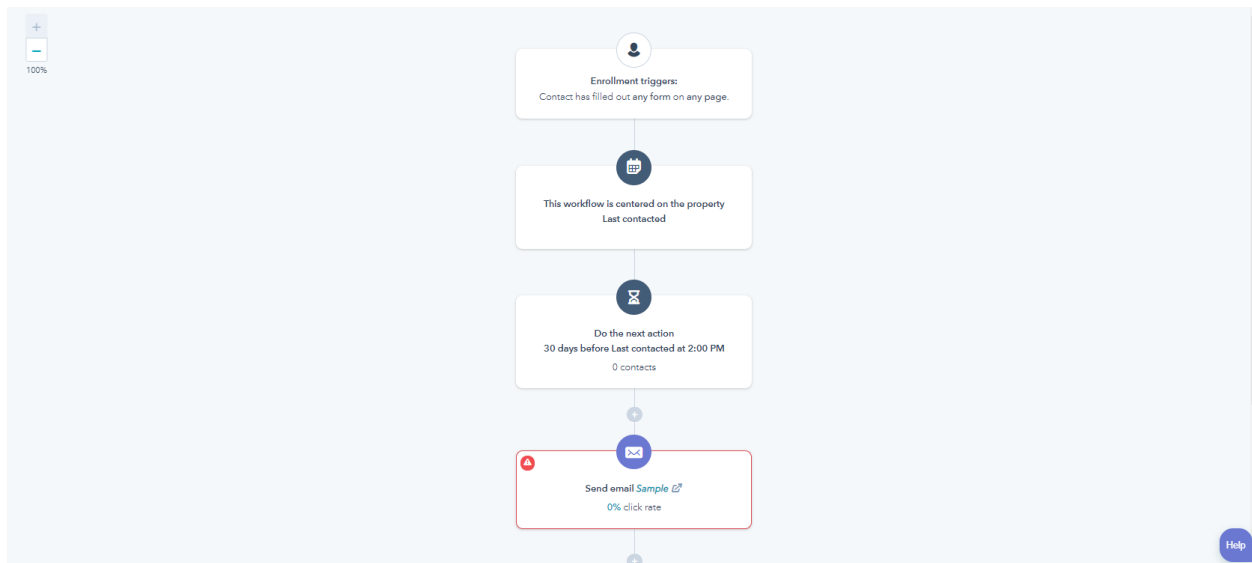 +
–
100%
Enrollment triggers:
Contact has filled out any form on any page.
This workflow is centered on the property
Last contacted
Do the next action
30 days before Last contacted at 2:00 PM
0 contacts
+
Send email Sample
0% click rate
+
Help